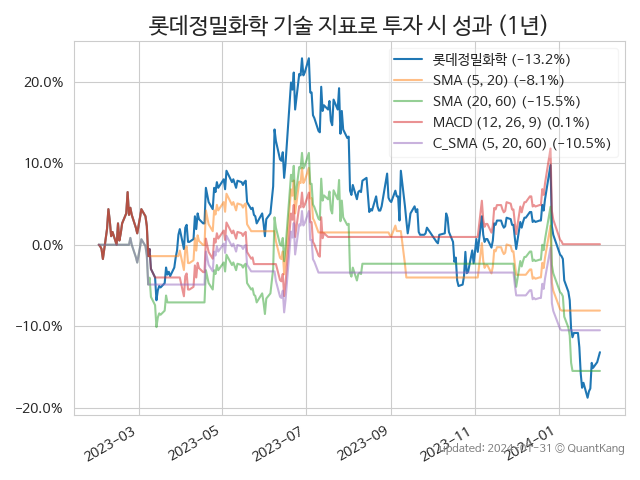 롯데정밀화학 기술 지표로 투자 시 성과 (1년)
롯데정밀화학 (−13.2%)
SMA (5, 20) (−8.1%)
SMA (20, 60) (−15.5%)
MACD (12, 26, 9) (0.1%)
C_SMA (5, 20, 60) (−10.5%)
20.0%
10.0%
0.0%
−10.0%
−20.0%
2023−03
2023−05
2023−07
2023−09
2023−11
2024−01
updated: 2024−01−31 © QuantKang